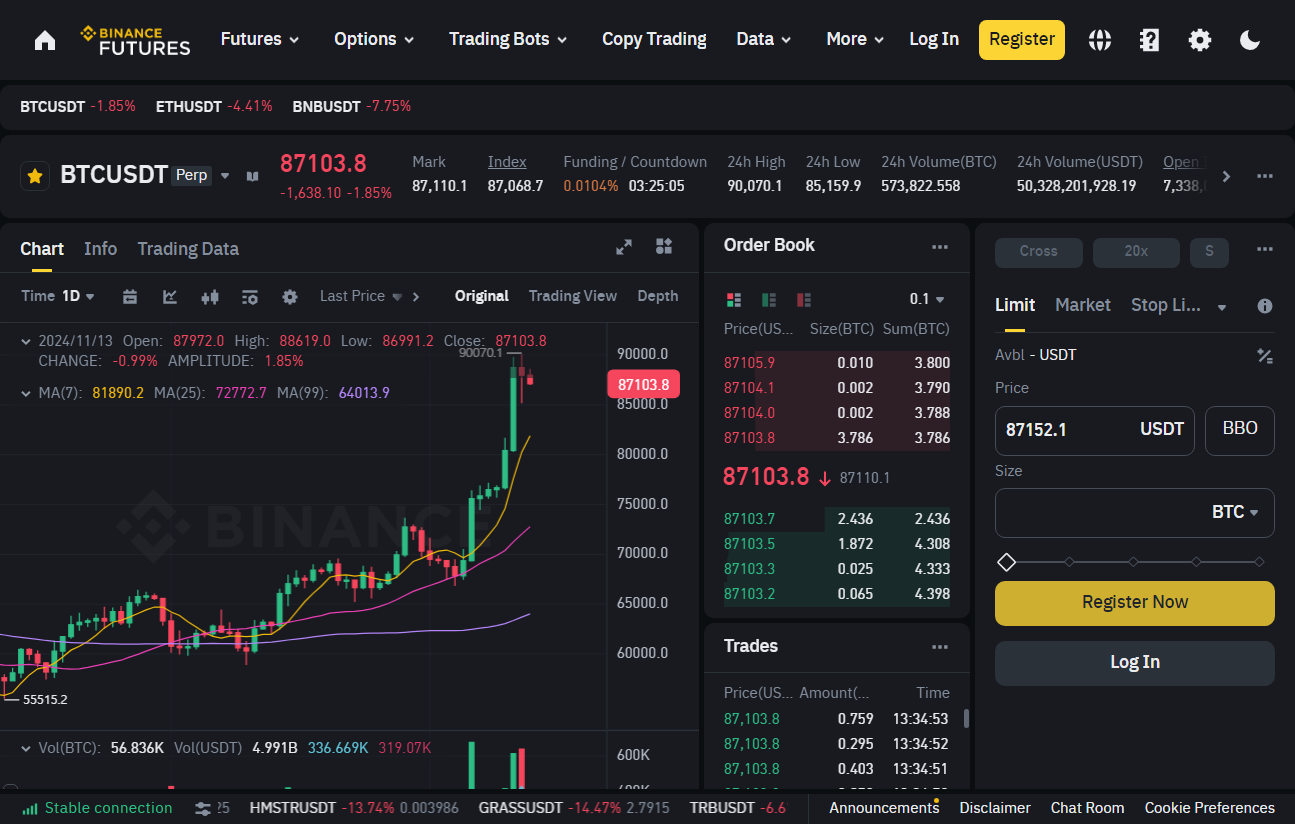 BINANCE FUTURES Futures Options Trading Bots Copy Trading Data More Log In Register
BTCUSDT -1.85% ETHUSDT -4.41% BNBUSDT -7.75%
BTCUSDT Perp
87103.8
-1,638.10 -1.85%
Mark Index Funding / Countdown 24h High 24h Low 24h Volume(BTC) 24h Volume(USDT) Open
87,110.1 87,068.7 0.0104% 03:25:05 90,070.1 85,159.9 573,822.558 50,328,201,928.19 7,338,
Chart Info Trading Data
Time 1D Last Price Original Trading View Depth
2024/11/13 Open: 87972.0 High: 88619.0 Low: 86991.2 Close: 87103.8
CHANGE: -0.99% AMPLITUDE: 1.85%
MA(7): 81890.2 MA(25): 72772.7 MA(99): 64013.9
90070.1
90000.0
87103.8
85000.0
80000.0
75000.0
70000.0
65000.0
60000.0
BINANCE
55515.2
Vol(BTC): 56.836K Vol(USDT) 4.991B 336.669K 319.07K
600K
Order Book
0.1
Price(US... Size(BTC) Sum(BTC)
87105.9 0.010 3.800
87104.1 0.002 3.790
87104.0 0.002 3.788
87103.8 3.786 3.786
87103.8 87110.1
87103.7 2.436 2.436
87103.5 1.872 4.308
87103.3 0.025 4.333
87103.2 0.065 4.398
Trades
Price(US... Amount(... Time
87,103.8 0.759 13:34:53
87,103.8 0.295 13:34:52
87,103.8 0.403 13:34:51
Cross 20x S
Limit Market Stop Li...
Avbl - USDT
Price
87152.1 USDT BBO
Size
BTC
Register Now
Log In
Stable connection 25 HMSTRUSDT -13.74% 0.003986 GRASSUSDT -14.47% 2.7915 TRBUSDT -6.6 Announcements Disclaimer Chat Room Cookie Preferences